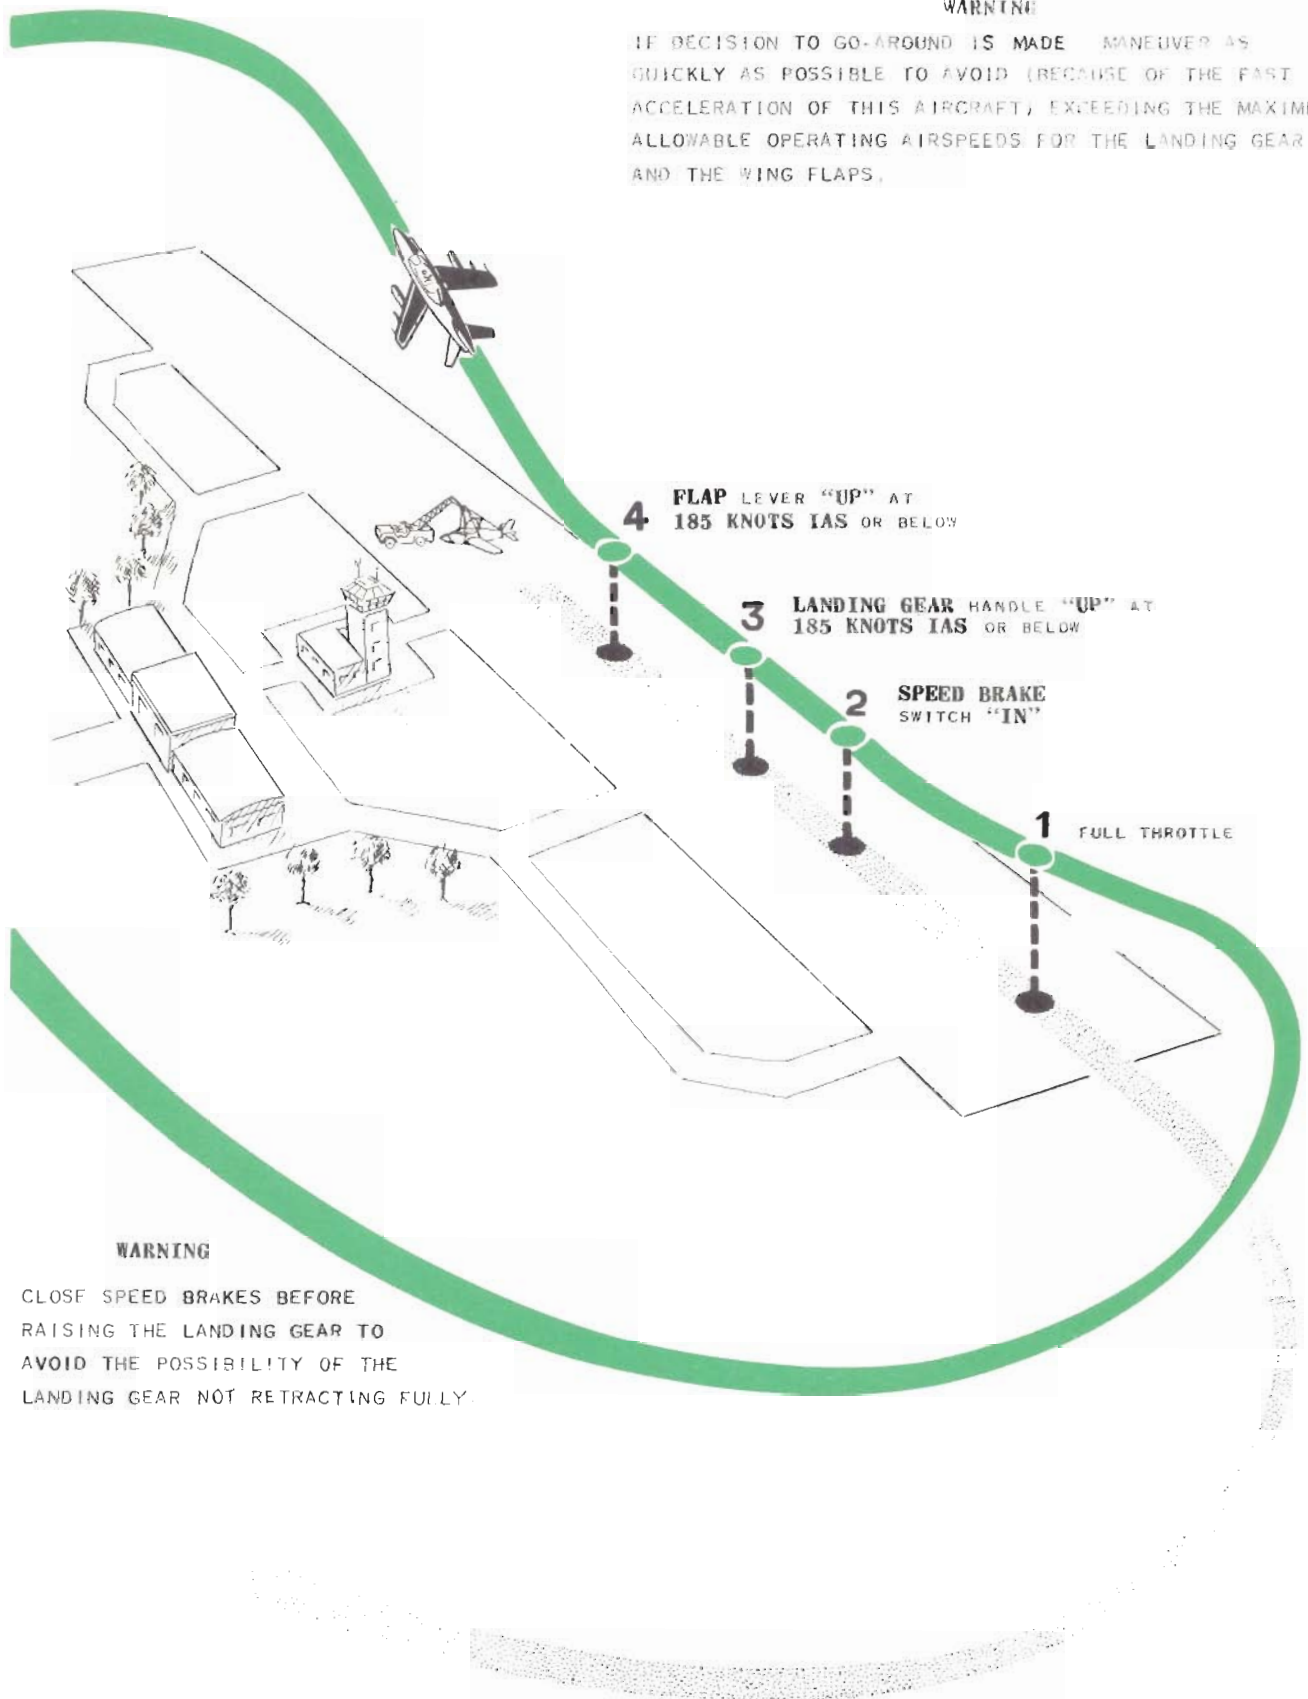 WARNING
IF DECISION TO GO-AROUND IS MADE MANEUVER AS
QUICKLY AS POSSIBLE TO AVOID (BECAUSE OF THE FAST
ACCELERATION OF THIS AIRCRAFT) EXCEEDING THE MAXIM
ALLOWABLE OPERATING AIRSPEEDS FOR THE LANDING GEAR
AND THE WING FLAPS.
4 FLAP LEVER "UP" AT
185 KNOTS IAS OR BELOW
3 LANDING GEAR HANDLE "UP" AT
185 KNOTS IAS OR BELOW
2 SPEED BRAKE
SWITCH "IN"
1 FULL THROTTLE
WARNING
CLOSE SPEED BRAKES BEFORE
RAISING THE LANDING GEAR TO
AVOID THE POSSIBILITY OF THE
LANDING GEAR NOT RETRACTING FULLY